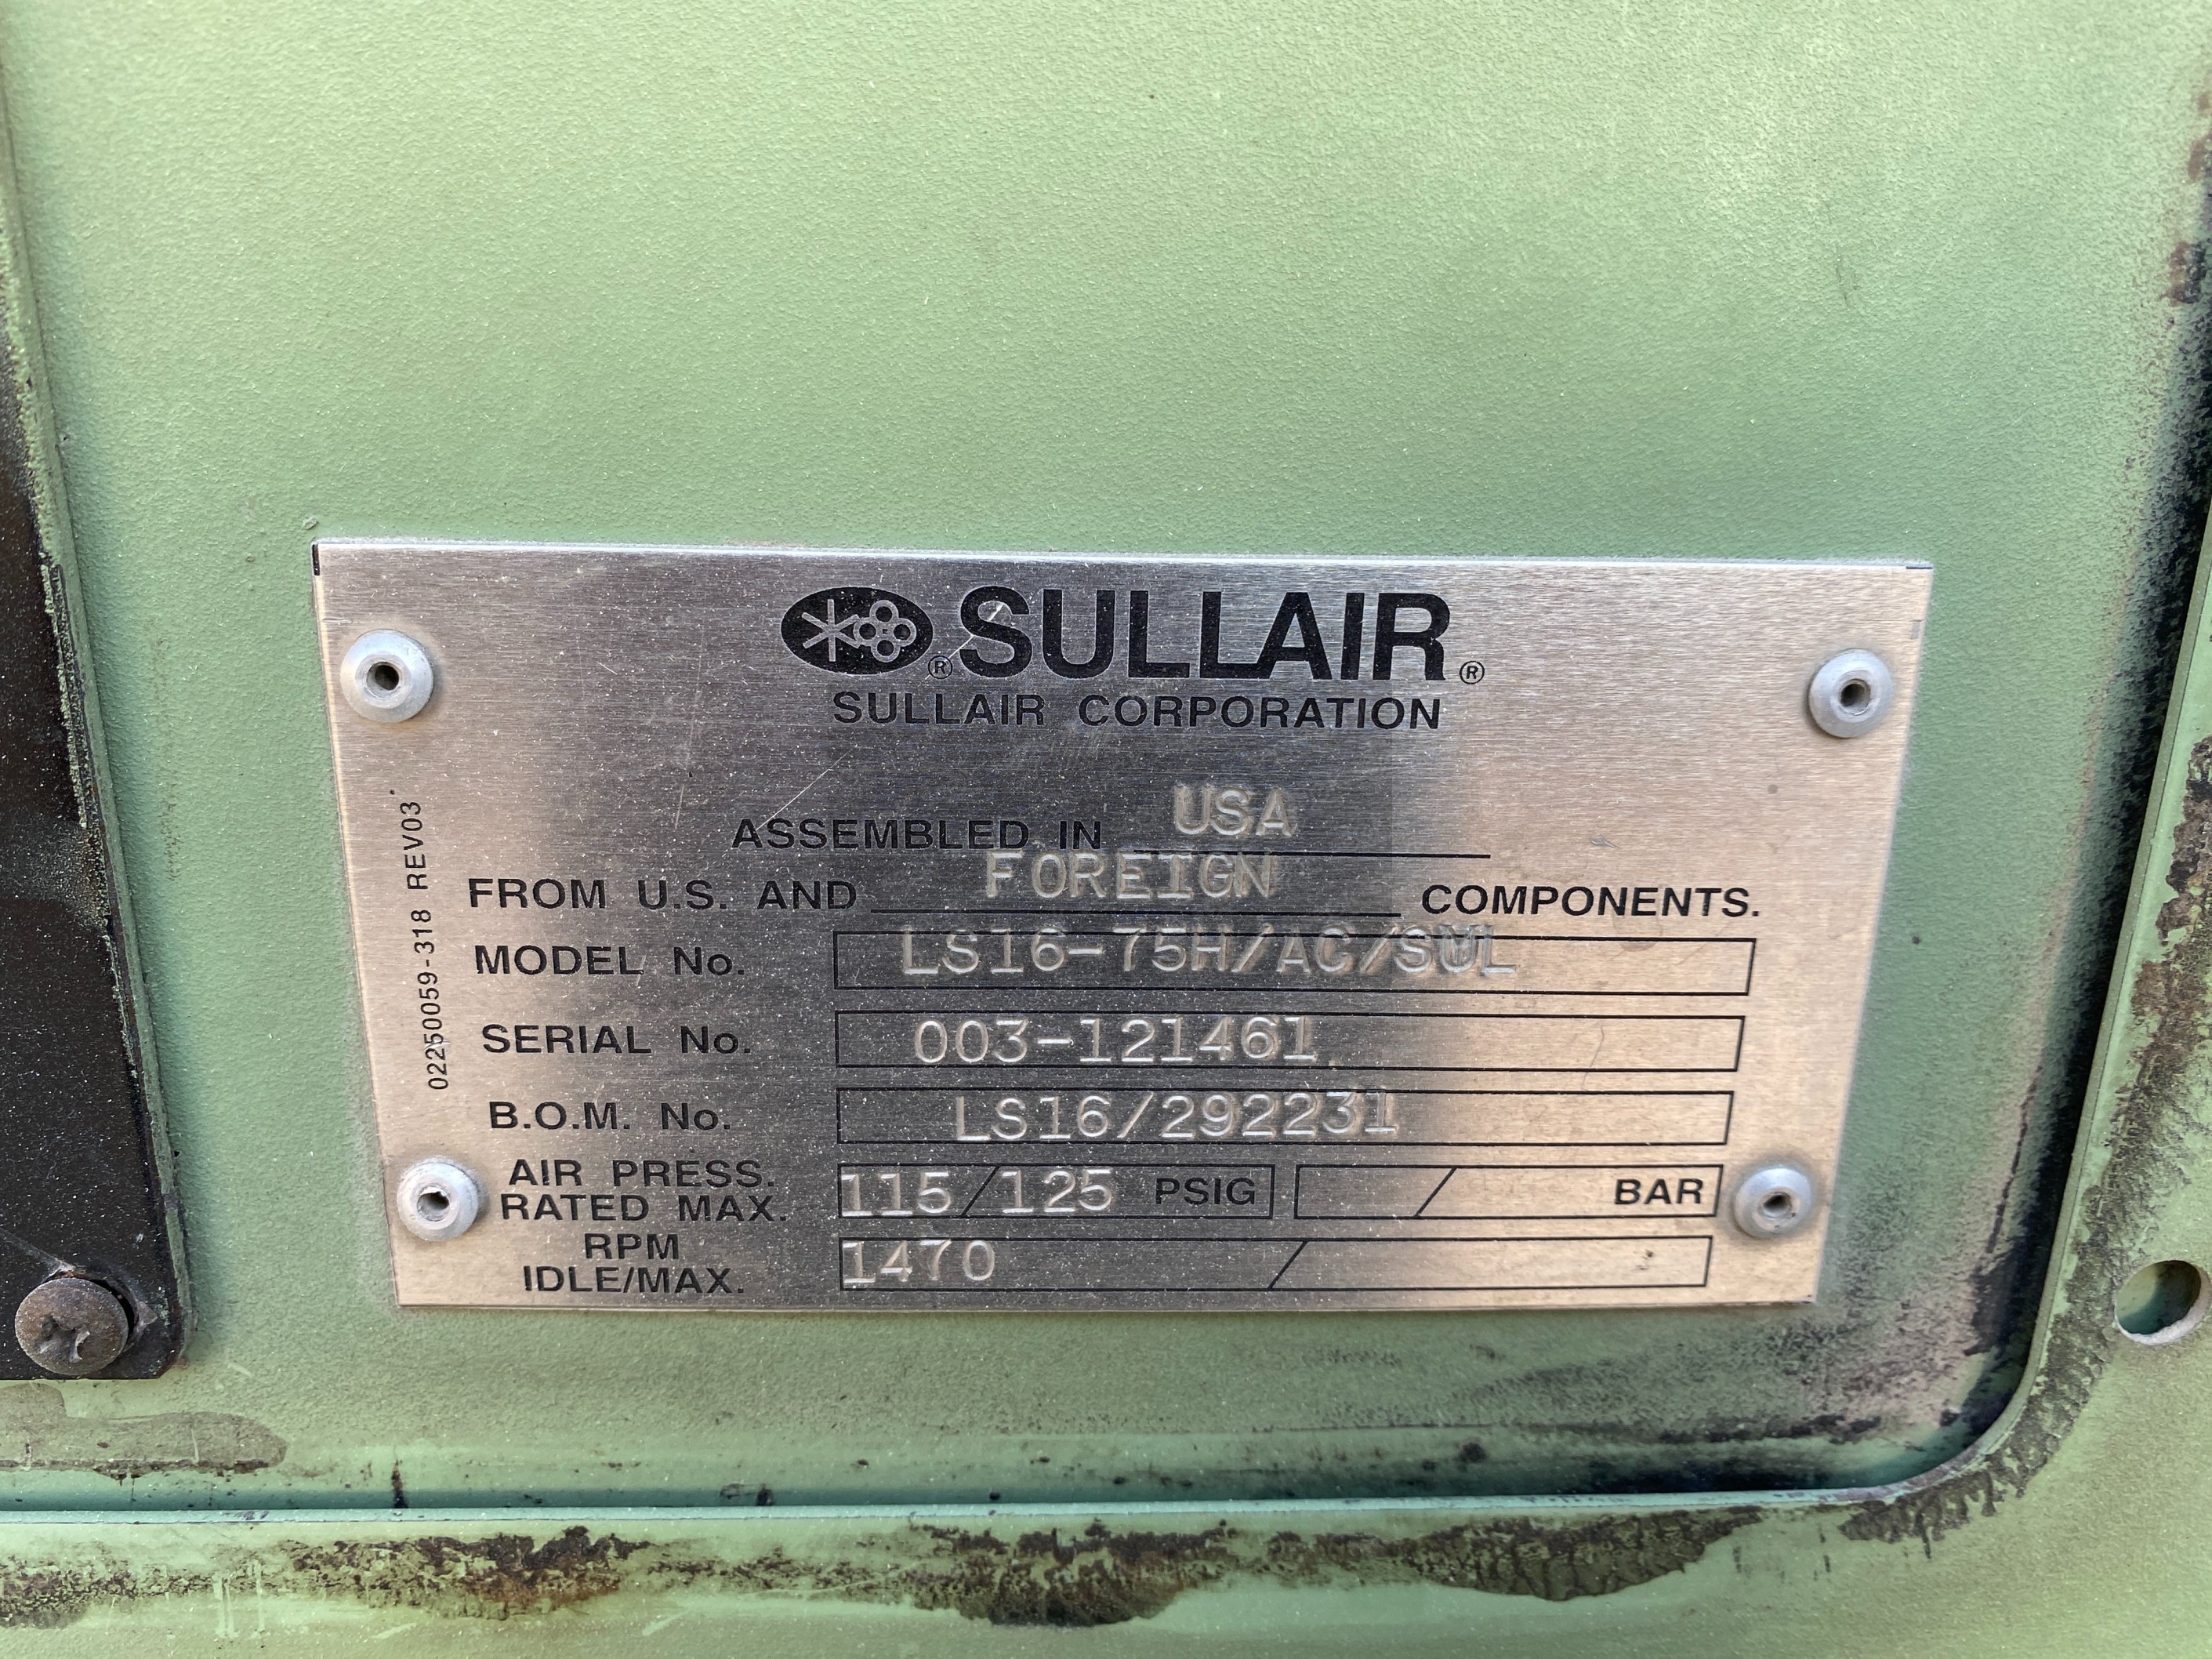 ® SULLAIR ®
SULLAIR CORPORATION
ASSEMBLED IN USA
FROM U.S. AND FOREIGN COMPONENTS.
MODEL No. LS16-75H/AC/SUL
SERIAL No. 003-121461
B.O.M. No. LS16/292231
AIR PRESS.
RATED MAX. 115/125 PSIG / BAR
RPM
IDLE/MAX. 1470 /
02250059-318 REV03